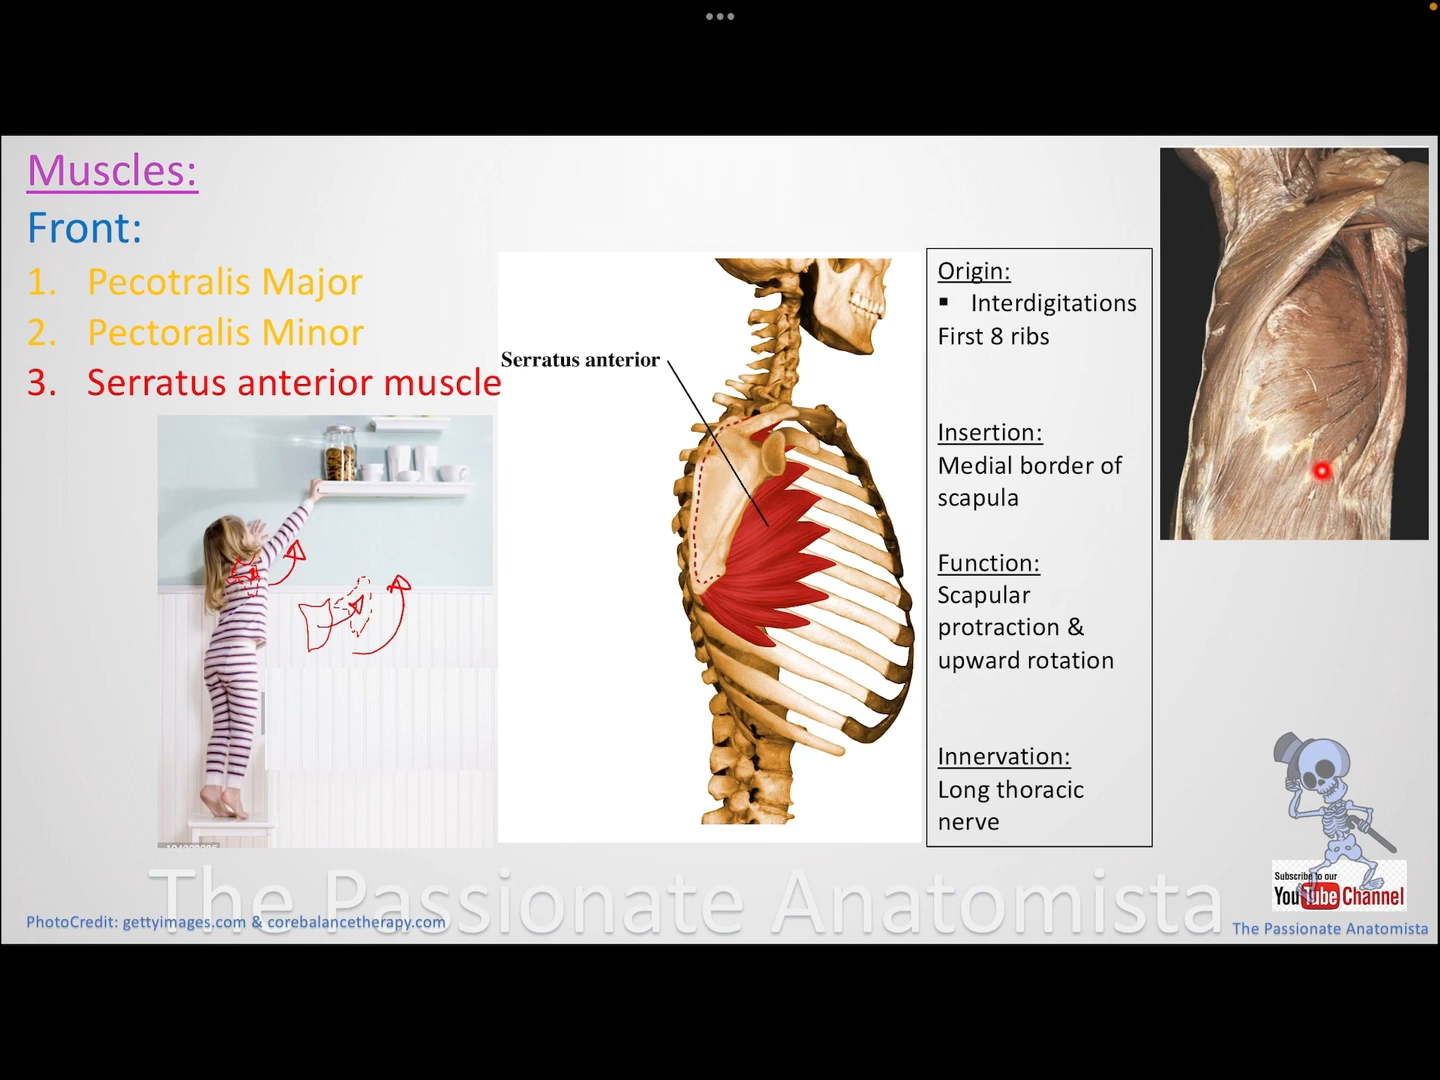 Muscles:
Front:
1. Pecotralis Major
2. Pectoralis Minor
3. Serratus anterior muscle
Serratus anterior
Origin:
▪ Interdigitations
First 8 ribs
Insertion:
Medial border of
scapula
Function:
Scapular
protraction &
upward rotation
Innervation:
Long thoracic
nerve
The Passionate Anatomista
PhotoCredit: gettyimages.com & corebalancetherapy.com
Subscribe to our
YouTube Channel
The Passionate Anatomista